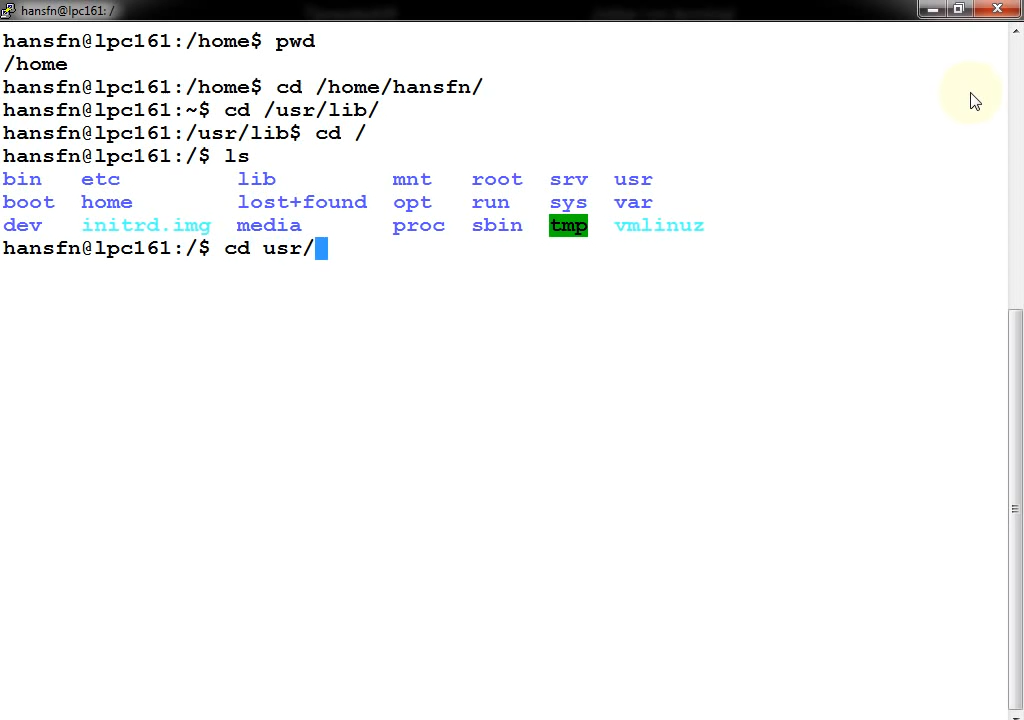 hansfn@lpc161: /
hansfn@lpc161:/home$ pwd
/home
hansfn@lpc161:/home$ cd /home/hansfn/
hansfn@lpc161:~$ cd /usr/lib/
hansfn@lpc161:/usr/lib$ cd /
hansfn@lpc161:/$ ls
bin etc lib mnt root srv usr
boot home lost+found opt run sys var
dev initrd.img media proc sbin tmp vmlinuz
hansfn@lpc161:/$ cd usr/